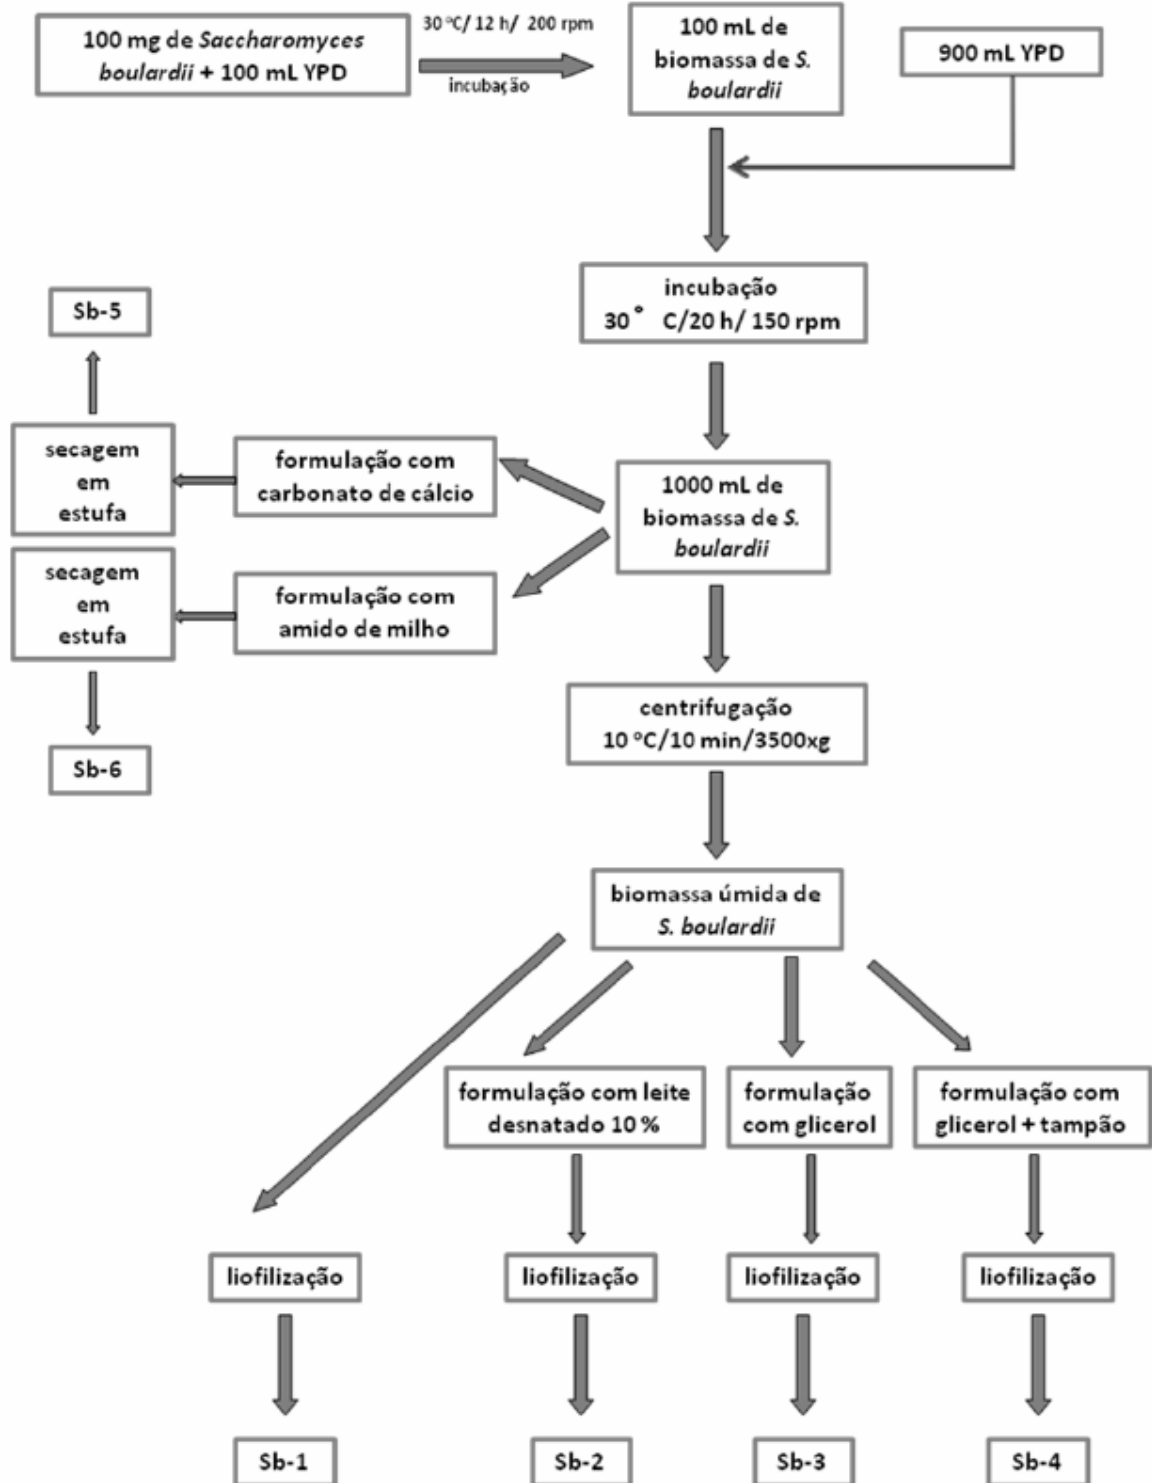 100 mg de Saccharomyces
boulardii + 100 mL YPD
30 ºC/ 12 h/ 200 rpm
incubação
100 mL de
biomassa de S.
boulardii
900 mL YPD
incubação
30 ° C/20 h/ 150 rpm
Sb-5
secagem
em
estufa
formulação com
carbonato de cálcio
1000 mL de
biomassa de S.
boulardii
secagem
em
estufa
formulação com
amido de milho
Sb-6
centrifugação
10 ºC/10 min/3500xg
biomassa úmida de
S. boulardii
formulação com leite
desnatado 10 %
formulação
com glicerol
formulação com
glicerol + tampão
liofilização
liofilização
liofilização
liofilização
Sb-1
Sb-2
Sb-3
Sb-4